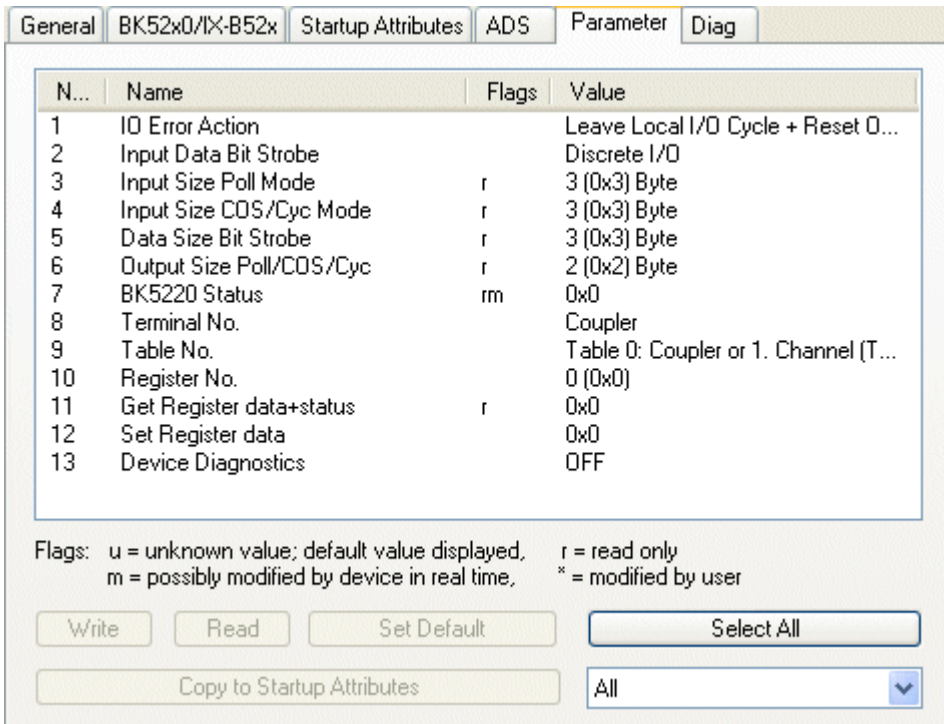 General BK52x0/IX-B52x Startup Attributes ADS Parameter Diag
N... Name Flags Value
1 IO Error Action Leave Local I/O Cycle + Reset O...
2 Input Data Bit Strobe Discrete I/O
3 Input Size Poll Mode r 3 (0x3) Byte
4 Input Size COS/Cyc Mode r 3 (0x3) Byte
5 Data Size Bit Strobe r 3 (0x3) Byte
6 Output Size Poll/COS/Cyc r 2 (0x2) Byte
7 BK5220 Status rm 0x0
8 Terminal No. Coupler
9 Table No. Table 0: Coupler or 1. Channel (T...
10 Register No. 0 (0x0)
11 Get Register data+status r 0x0
12 Set Register data 0x0
13 Device Diagnostics OFF
Flags: u = unknown value; default value displayed, r = read only
m = possibly modified by device in real time, * = modified by user
Write Read Set Default Select All
Copy to Startup Attributes All